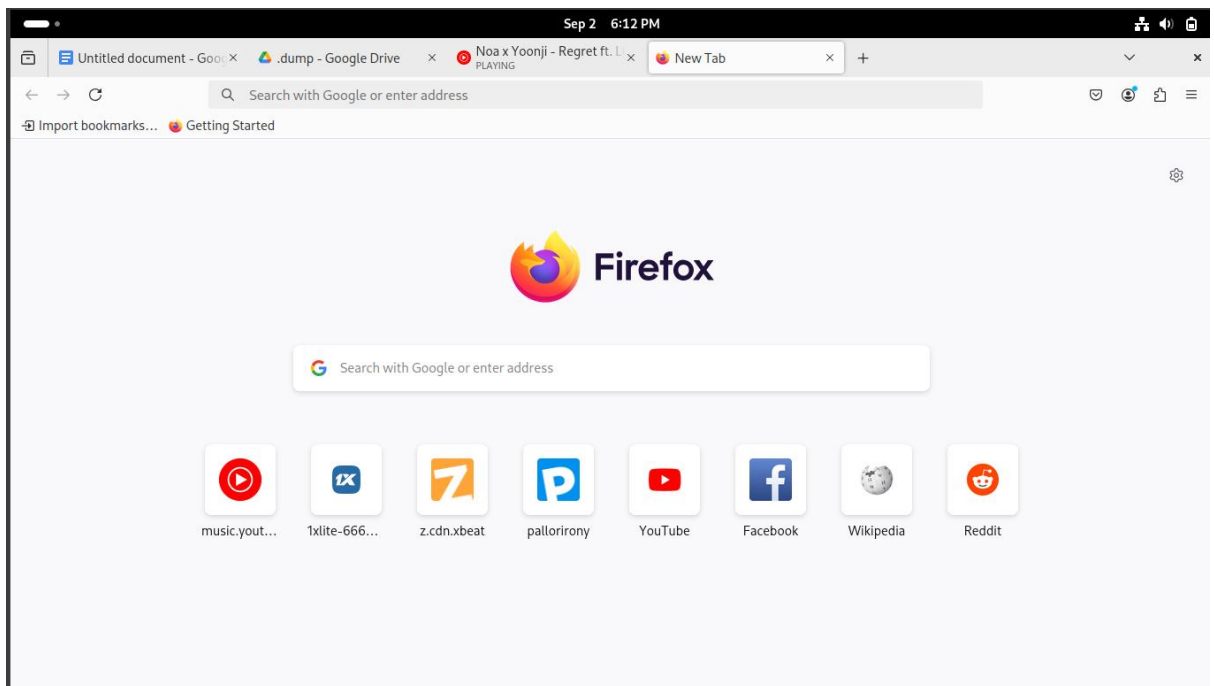 Sep 2 6:12 PM
Untitled document - Goo
.dump - Google Drive
Noa x Yoonji - Regret ft. L
PLAYING
New Tab
Search with Google or enter address
Import bookmarks...
Getting Started
Firefox
Search with Google or enter address
1X
music.yout...
1xlite-666...
z.cdn.xbeat
pallorirony
YouTube
Facebook
Wikipedia
Reddit